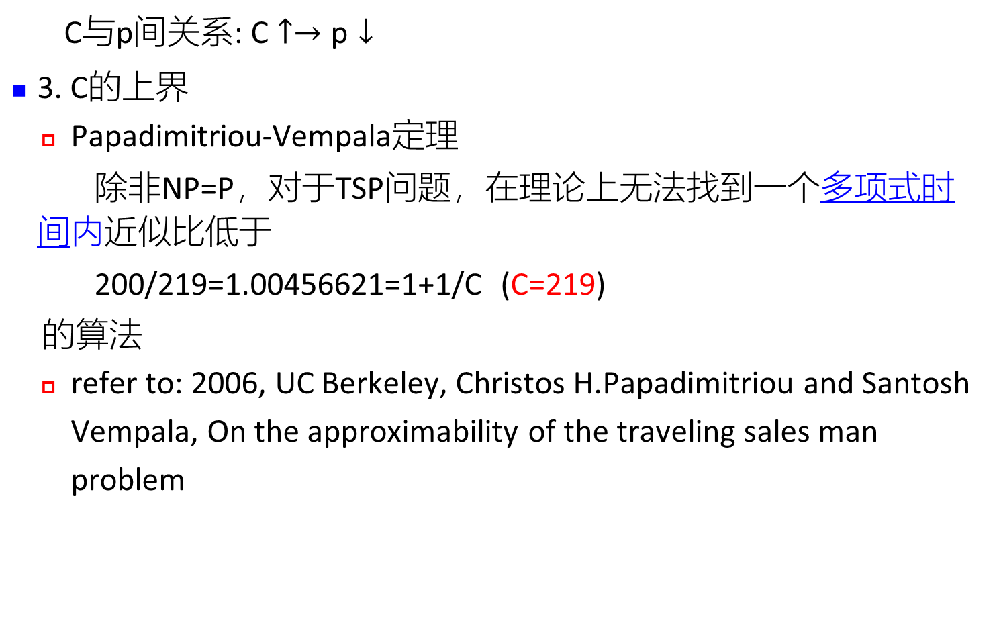 C与p间关系: C ↑→ p ↓
3. C的上界
Papadimitriou-Vempala定理
除非NP=P，对于TSP问题，在理论上无法找到一个多项式时
间内近似比低于
200/219=1.00456621=1+1/C (C=219)
的算法
refer to: 2006, UC Berkeley, Christos H.Papadimitriou and Santosh
Vempala, On the approximability of the traveling sales man
problem